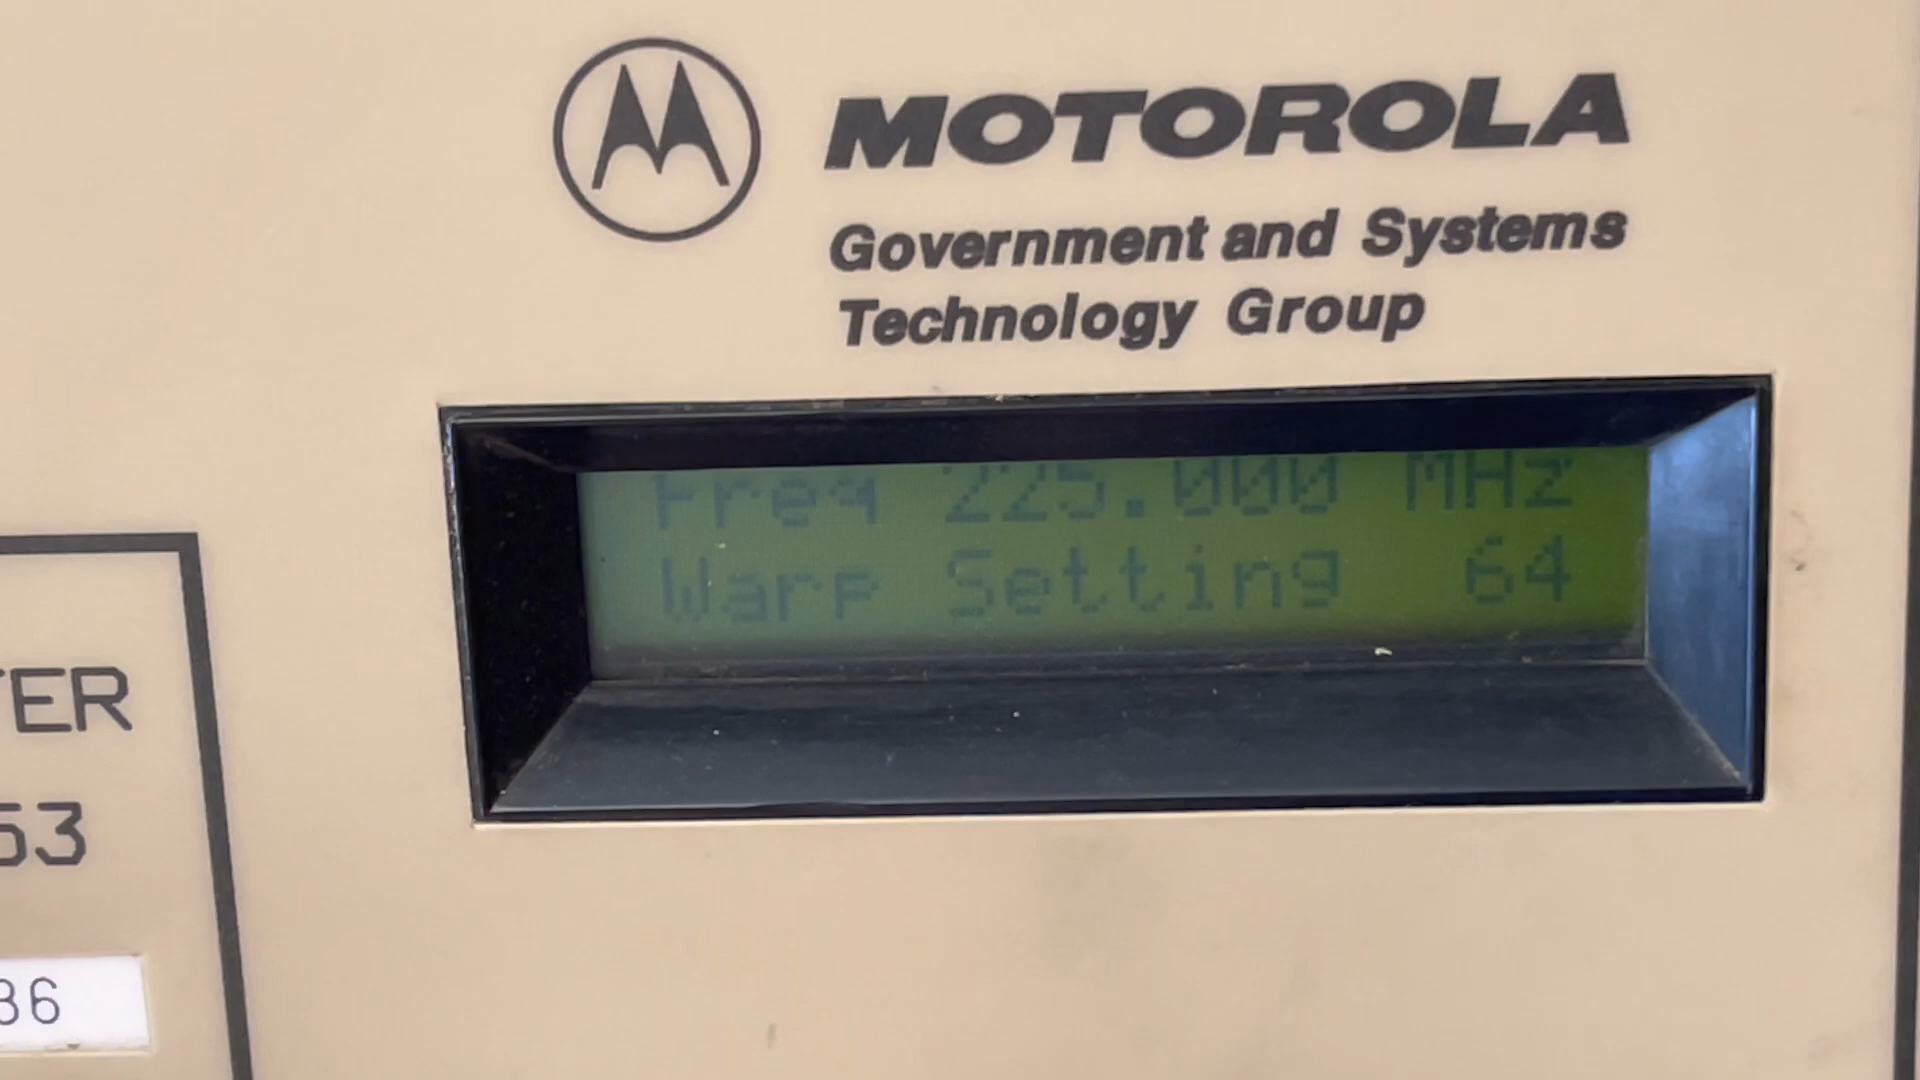 MOTOROLA
Government and Systems
Technology Group
Freq 225.000 MHz
Warp Setting 64
TER
53
36